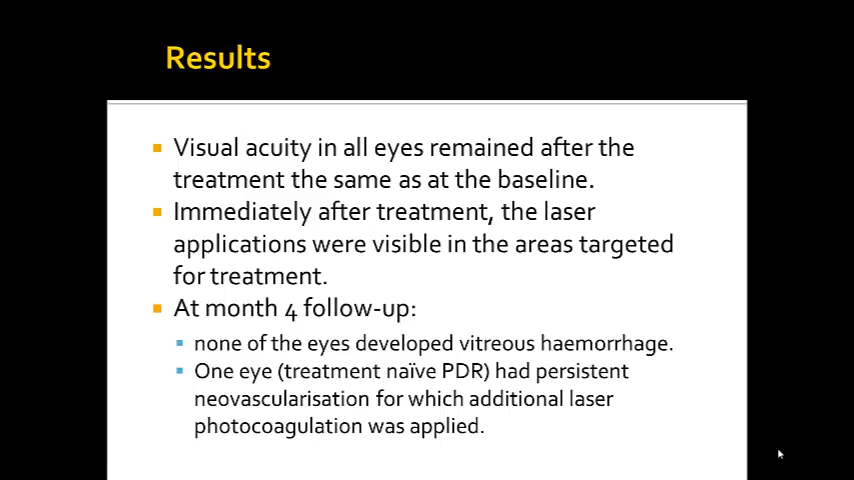 Results
Visual acuity in all eyes remained after the
treatment the same as at the baseline.
Immediately after treatment, the laser
applications were visible in the areas targeted
for treatment.
At month 4 follow-up:
none of the eyes developed vitreous haemorrhage.
One eye (treatment naïve PDR) had persistent
neovascularisation for which additional laser
photocoagulation was applied.